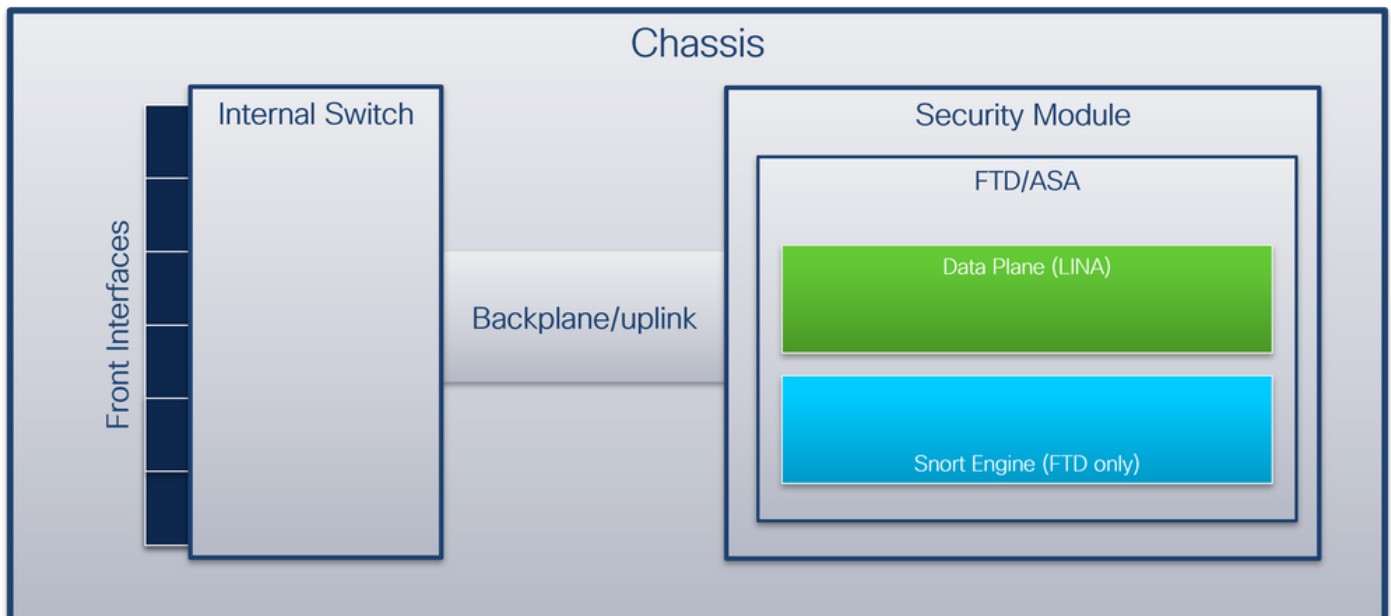 Chassis
Internal Switch
Security Module
FTD/ASA
Front Interfaces
Data Plane (LINA)
Backplane/uplink
Snort Engine (FTD only)